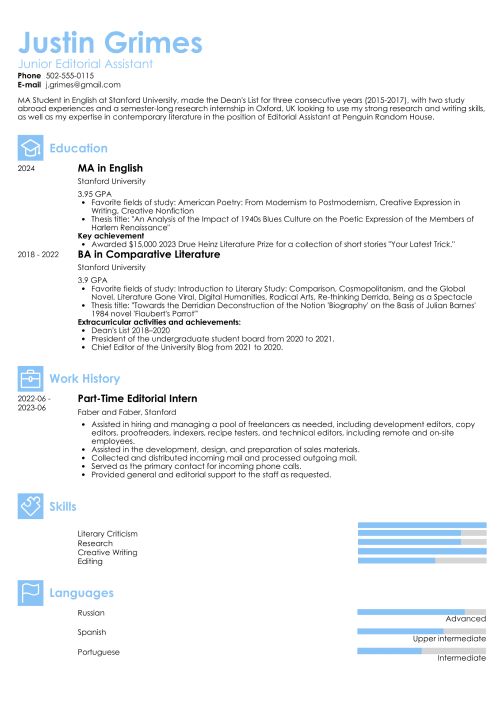 Justin Grimes
Junior Editorial Assistant
Phone 502-555-0115
E-mail j.grimes@gmail.com
MA Student in English at Stanford University, made the Dean's List for three consecutive years (2015-2017), with two study
abroad experiences and a semester-long research internship in Oxford, UK looking to use my strong research and writing skills,
as well as my expertise in contemporary literature in the position of Editorial Assistant at Penguin Random House.
Education
2024
MA in English
Stanford University
3.95 GPA
• Favorite fields of study: American Poetry: From Modernism to Postmodernism, Creative Expression in
Writing, Creative Nonfiction
• Thesis title: "An Analysis of the Impact of 1940s Blues Culture on the Poetic Expression of the Members of
Harlem Renaissance"
Key achievement
• Awarded $15,000 2023 Drue Heinz Literature Prize for a collection of short stories "Your Latest Trick."
2018 - 2022
BA in Comparative Literature
Stanford University
3.9 GPA
• Favorite fields of study: Introduction to Literary Study: Comparison, Cosmopolitanism, and the Global
Novel, Literature Gone Viral, Digital Humanities, Radical Arts, Re-thinking Derrida, Being as a Spectacle
• Thesis title: "Towards the Derridian Deconstruction of the Notion 'Biography' on the Basis of Julian Barnes'
1984 novel 'Flaubert's Parrot'"
Extracurricular activities and achievements:
• Dean's List 2018–2020
• President of the undergraduate student board from 2020 to 2021.
• Chief Editor of the University Blog from 2021 to 2020.
Work History
2022-06 -
2023-06
Part-Time Editorial Intern
Faber and Faber, Stanford
• Assisted in hiring and managing a pool of freelancers as needed, including development editors, copy
editors, proofreaders, indexers, recipe testers, and technical editors, including remote and on-site
employees.
• Assisted in the development, design, and preparation of sales materials.
• Collected and distributed incoming mail and processed outgoing mail.
• Served as the primary contact for incoming phone calls.
• Provided general and editorial support to the staff as requested.
Skills
Literary Criticism
Research
Creative Writing
Editing
Languages
Russian
Advanced
Spanish
Upper intermediate
Portuguese
Intermediate